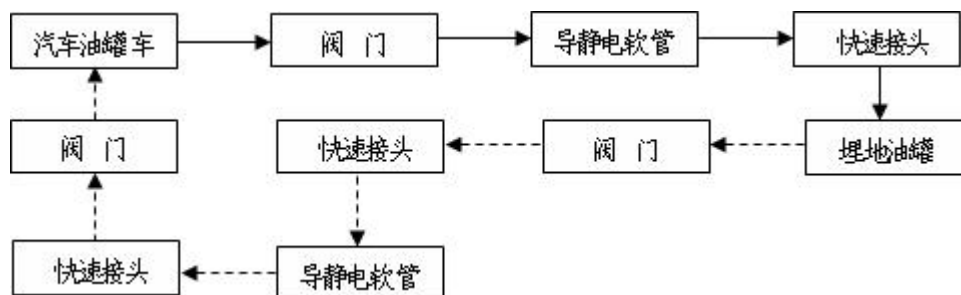 汽车油罐车
阀 门
导静电软管
快速接头
阀 门
快速接头
阀 门
埋地油罐
快速接头
导静电软管